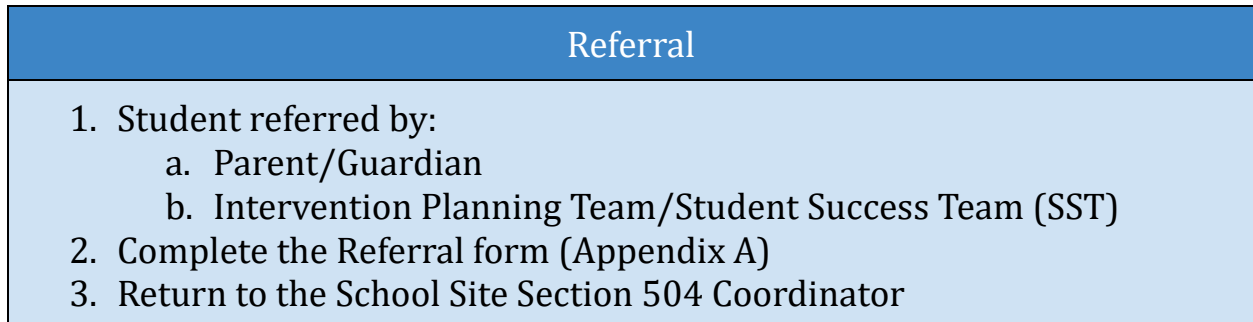 Referral
1. Student referred by:
a. Parent/Guardian
b. Intervention Planning Team/Student Success Team (SST)
2. Complete the Referral form (Appendix A)
3. Return to the School Site Section 504 Coordinator